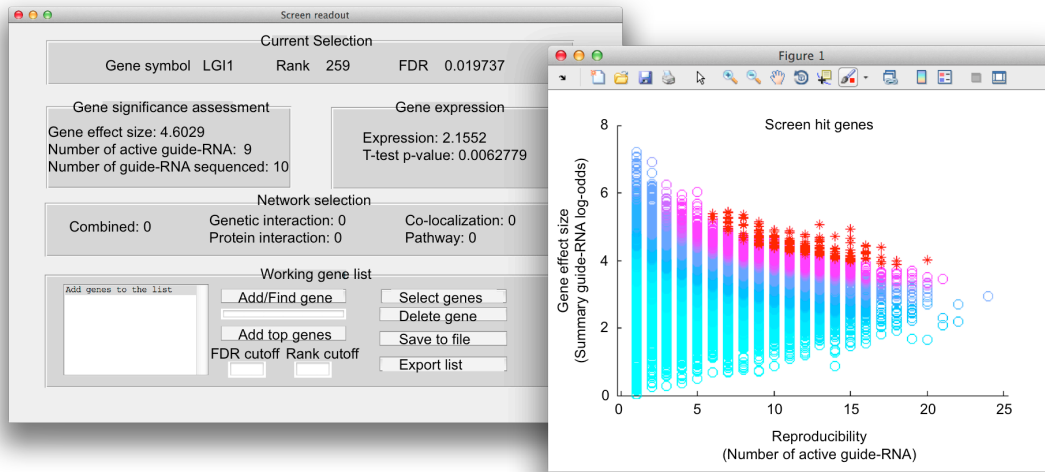 Screen readout
Current Selection
Gene symbol LGI1 Rank 259 FDR 0.019737
Gene significance assessment
Gene effect size: 4.6029
Number of active guide-RNA: 9
Number of guide-RNA sequenced: 10
Gene expression
Expression: 2.1552
T-test p-value: 0.0062779
Network selection
Combined: 0
Genetic interaction: 0
Protein interaction: 0
Co-localization: 0
Pathway: 0
Working gene list
Add genes to the list
Add/Find gene
Add top genes
FDR cutoff Rank cutoff
Select genes
Delete gene
Save to file
Export list
Figure 1
Screen hit genes
Gene effect size
(Summary guide-RNA log-odds)
8
6
4
2
0
0 5 10 15 20 25
Reproducibility
(Number of active guide-RNA)